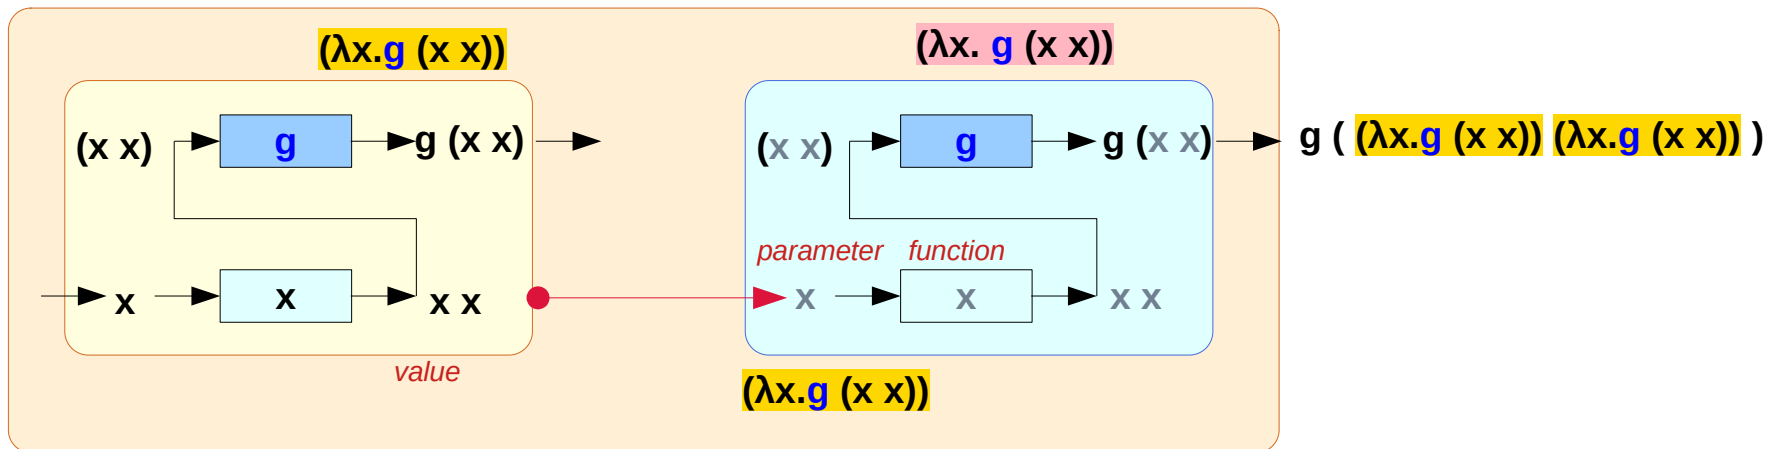 (λx.g (x x))
(λx. g (x x))
(x x)
g
g (x x)
(x x)
g
g (x x)
g ( (λx.g (x x)) (λx.g (x x)) )
parameter function
x
x
x x
x
x
x x
value
(λx.g (x x))